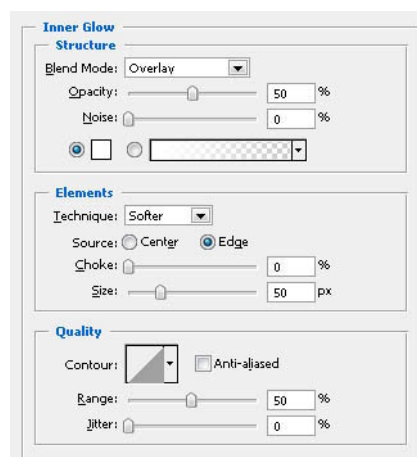 Inner Glow
Structure
Blend Mode: Overlay
Opacity: 50 %
Noise: 0 %
Elements
Technique: Softer
Source: Center Edge
Choke: 0 %
Size: 50 px
Quality
Contour: Anti-aliased
Range: 50 %
Jitter: 0 %